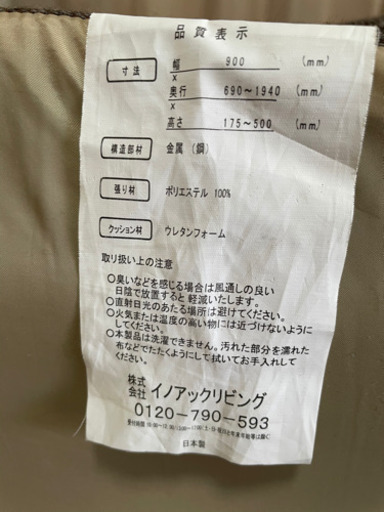 品質表示
寸法 幅 900 (mm)
×
奥行 690～1940 (mm)
×
高さ 175～500 (mm)
構造部材 金属（鋼）
張り材 ポリエステル 100%
クッション材 ウレタンフォーム
取り扱い上の注意
○臭いなどを感じる場合は風通しの良い
日陰で放置すると軽減いたします。
○直射日光のあたる場所は避けてください。
○火気または温度の高い物には近づけないように
してください。
○本製品は洗濯できません。汚れた部分を濡れた
布などでたたくようにして拭いてお手入れして
ください。
株式会社 イノアックリビング
0120-790-593
日本製